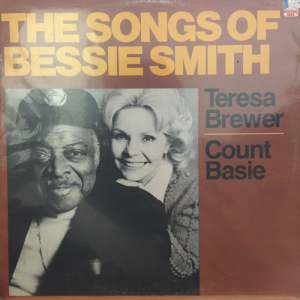 THE SONGS OF
BESSIE SMITH
Teresa
Brewer
Count
Basie